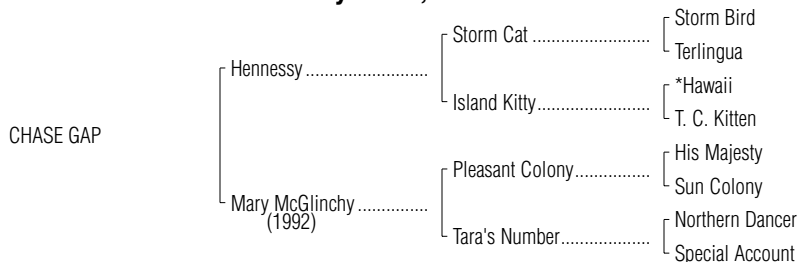 Storm Bird
Storm Cat ..........................
Terlingua
Hennessy ...........................
*Hawaii
Island Kitty.........................
T. C. Kitten
CHASE GAP
His Majesty
Pleasant Colony.................
Sun Colony
Mary McGlinchy ...............
(1992)
Northern Dancer
Tara's Number....................
Special Account